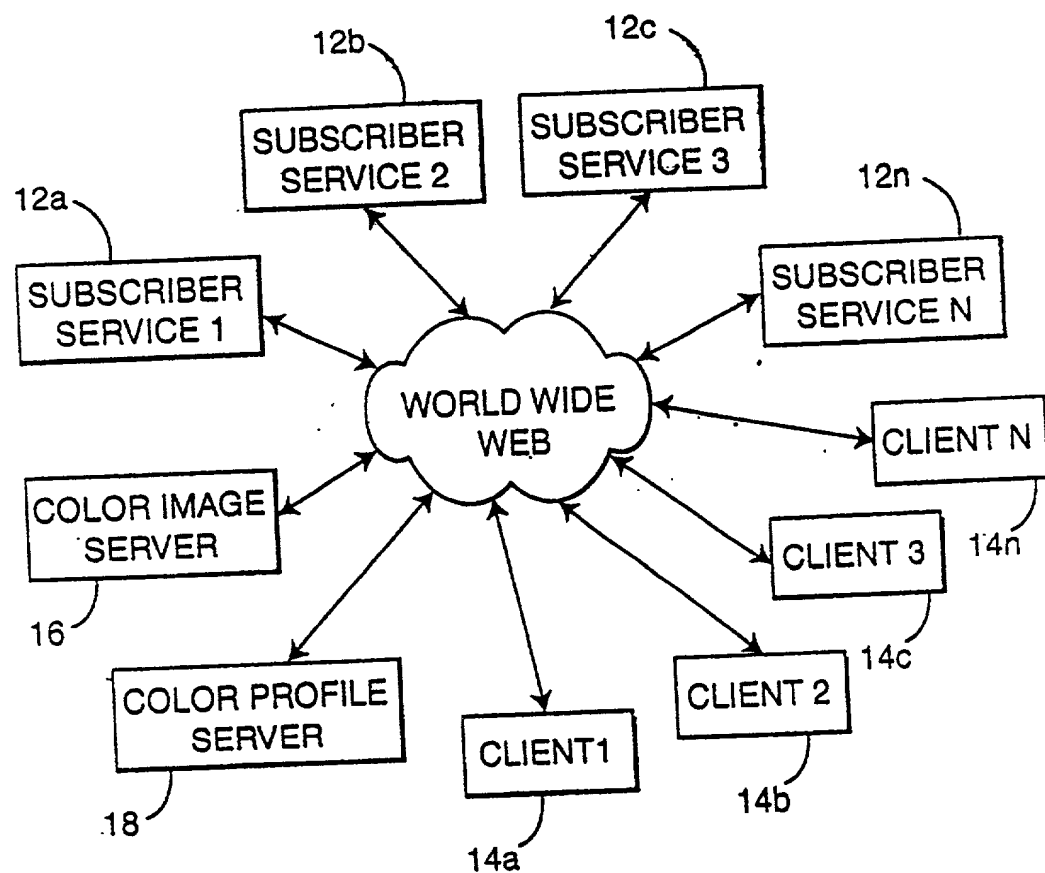 12b
12c
SUBSCRIBER
SERVICE 2
SUBSCRIBER
SERVICE 3
12a
12n
SUBSCRIBER
SERVICE 1
SUBSCRIBER
SERVICE N
WORLD WIDE
WEB
CLIENT N
14n
COLOR IMAGE
SERVER
16
CLIENT 3
14c
COLOR PROFILE
SERVER
18
CLIENT1
14a
CLIENT 2
14b